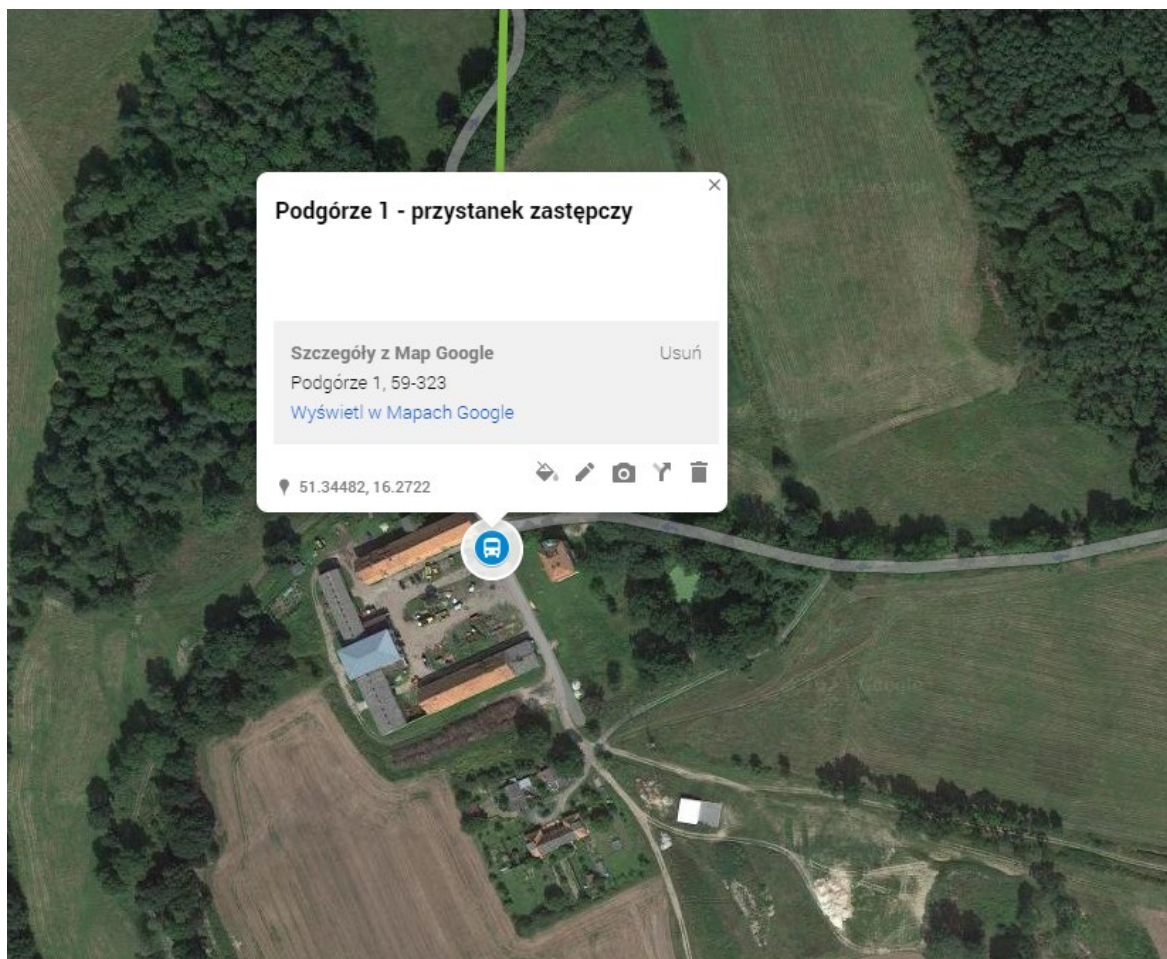 Podgórze 1 - przystanek zastępczy
Szczegóły z Map Google Usuń
Podgórze 1, 59-323
Wyświetl w Mapach Google
51.34482, 16.2722